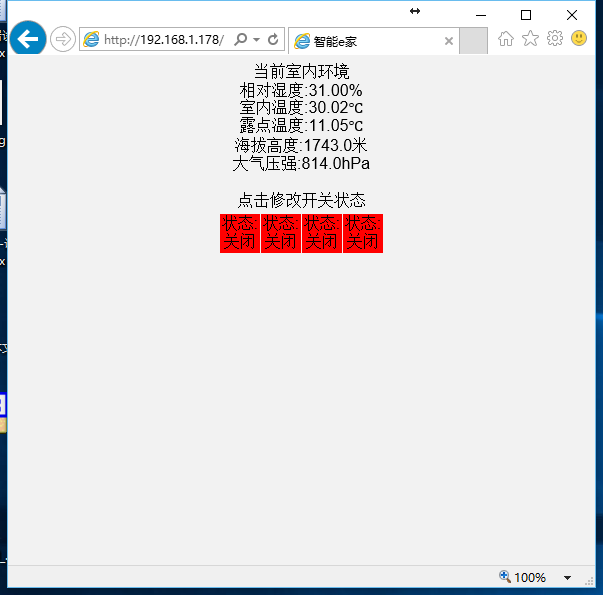 http://192.168.1.178/
智能e家
当前室内环境
相对湿度:31.00%
室内温度:30.02℃
露点温度:11.05℃
海拔高度:1743.0米
大气压强:814.0hPa
点击修改开关状态
状态: 状态: 状态: 状态:
关闭 关闭 关闭 关闭
100%